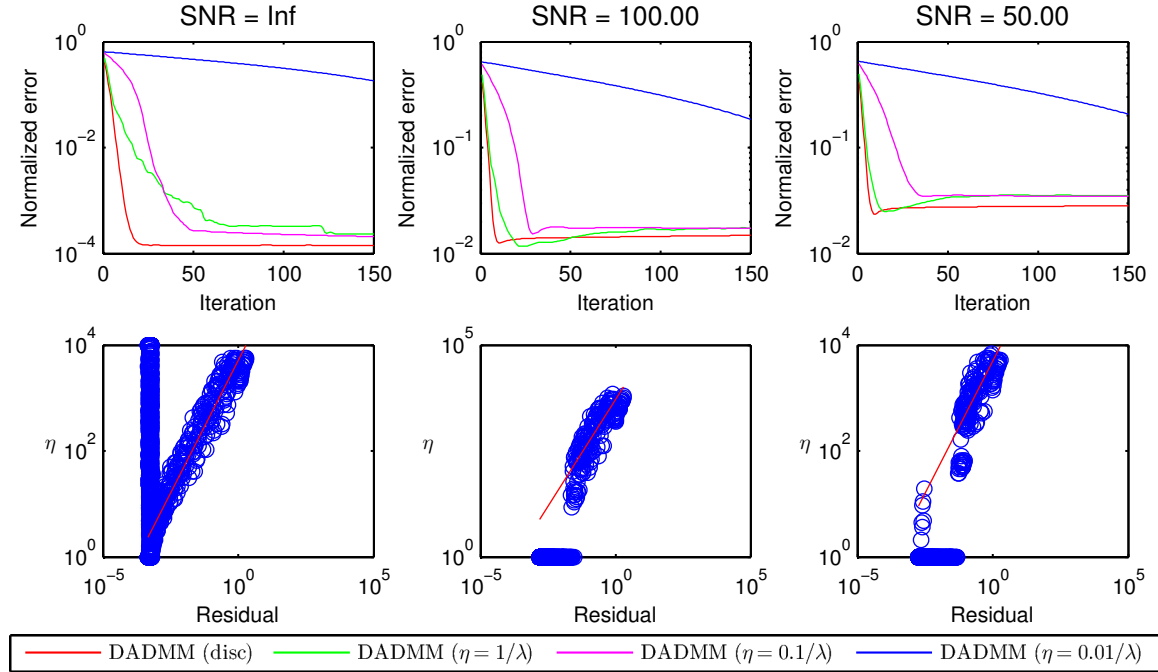 SNR = Inf
SNR = 100.00
SNR = 50.00
Normalized error
10^0
10^−2
10^−4
0 50 100 150
Iteration
Normalized error
10^0
10^−1
10^−2
0 50 100 150
Iteration
Normalized error
10^0
10^−1
10^−2
0 50 100 150
Iteration
η
10^4
10^2
10^0
10^−5 10^0 10^5
Residual
η
10^5
10^0
10^−5 10^0 10^5
Residual
η
10^4
10^2
10^0
10^−5 10^0 10^5
Residual
DADMM (disc) DADMM (η = 1/λ) DADMM (η = 0.1/λ) DADMM (η = 0.01/λ)